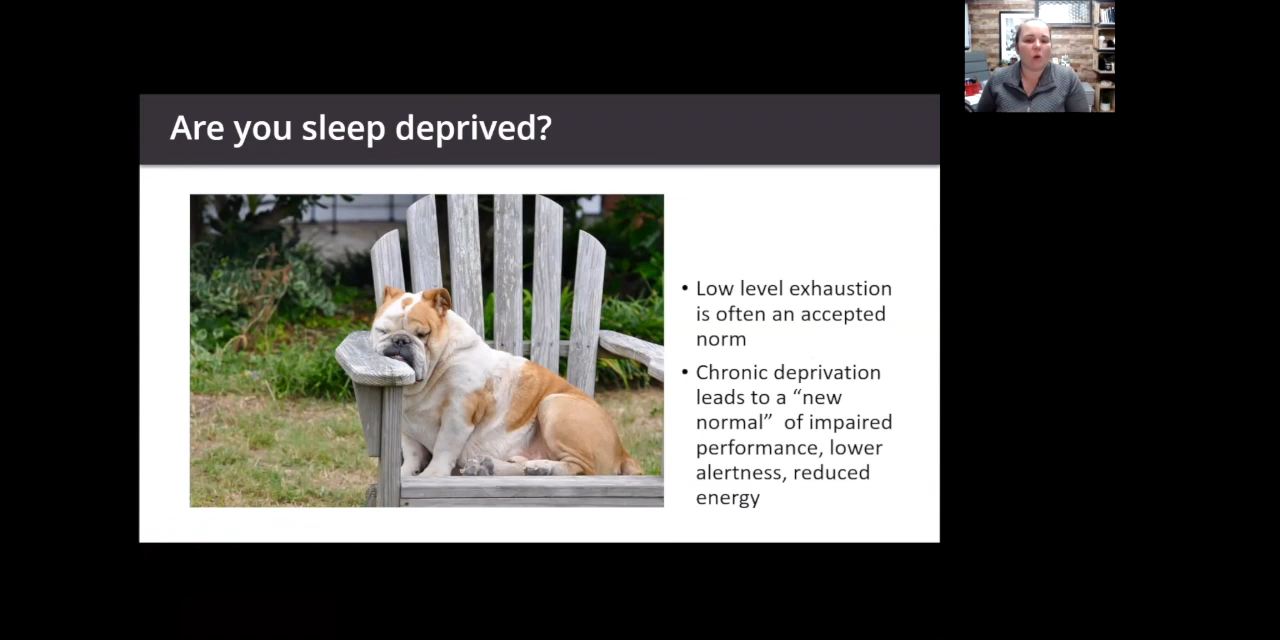 Are you sleep deprived?
• Low level exhaustion
is often an accepted
norm
• Chronic deprivation
leads to a “new
normal”  of impaired
performance, lower
alertness, reduced
energy